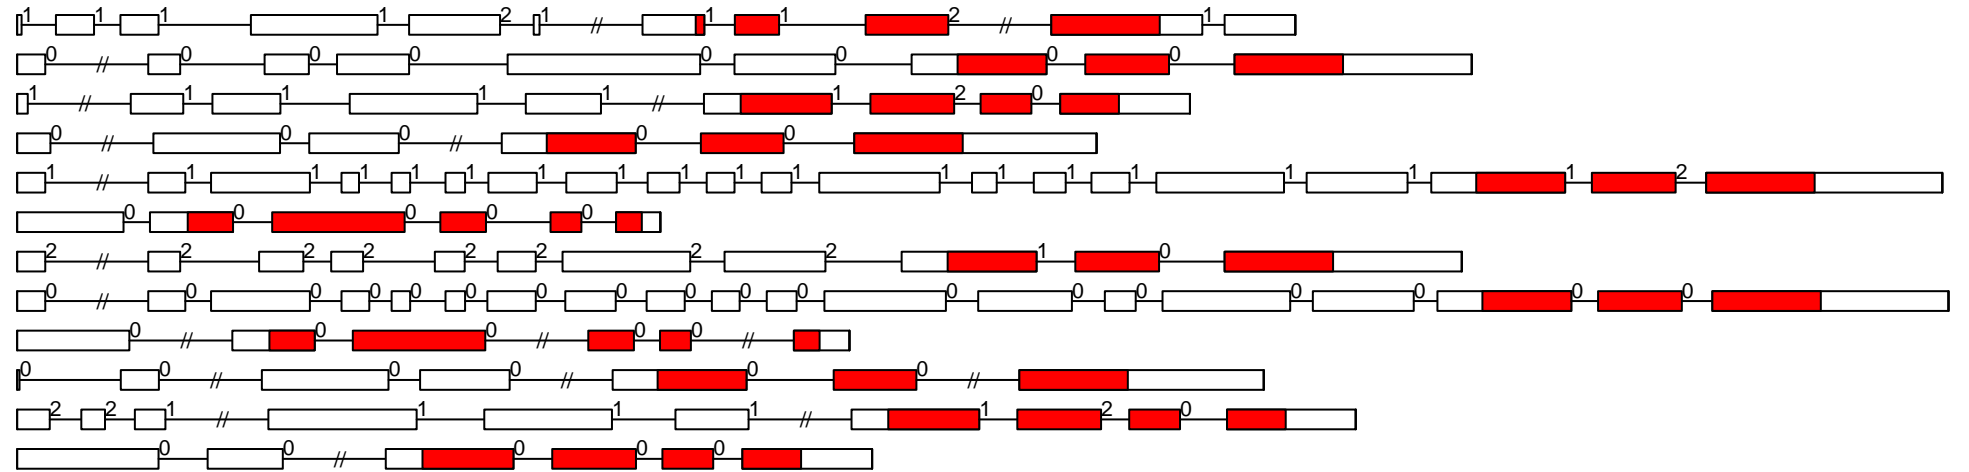 1 1 1 1 2 1 // 1 1 2 // 1
0 // 0 0 0 0 0 0 0
1 // 1 1 1 1 // 1 2 0
0 // 0 0 // 0 0
1 // 1 1 1 1 1 1 1 1 1 1 1 1 1 1 1 1 1 2
0 0 0 0 0
2 // 2 2 2 2 2 2 2 1 0
0 // 0 0 0 0 0 0 0 0 0 0 0 0 0 0 0 0 0
0 // 0 0 // 0 0 //
0 0 // 0 0 // 0 0 //
2 2 1 // 1 1 1 // 1 2 0
0 0 // 0 0 0